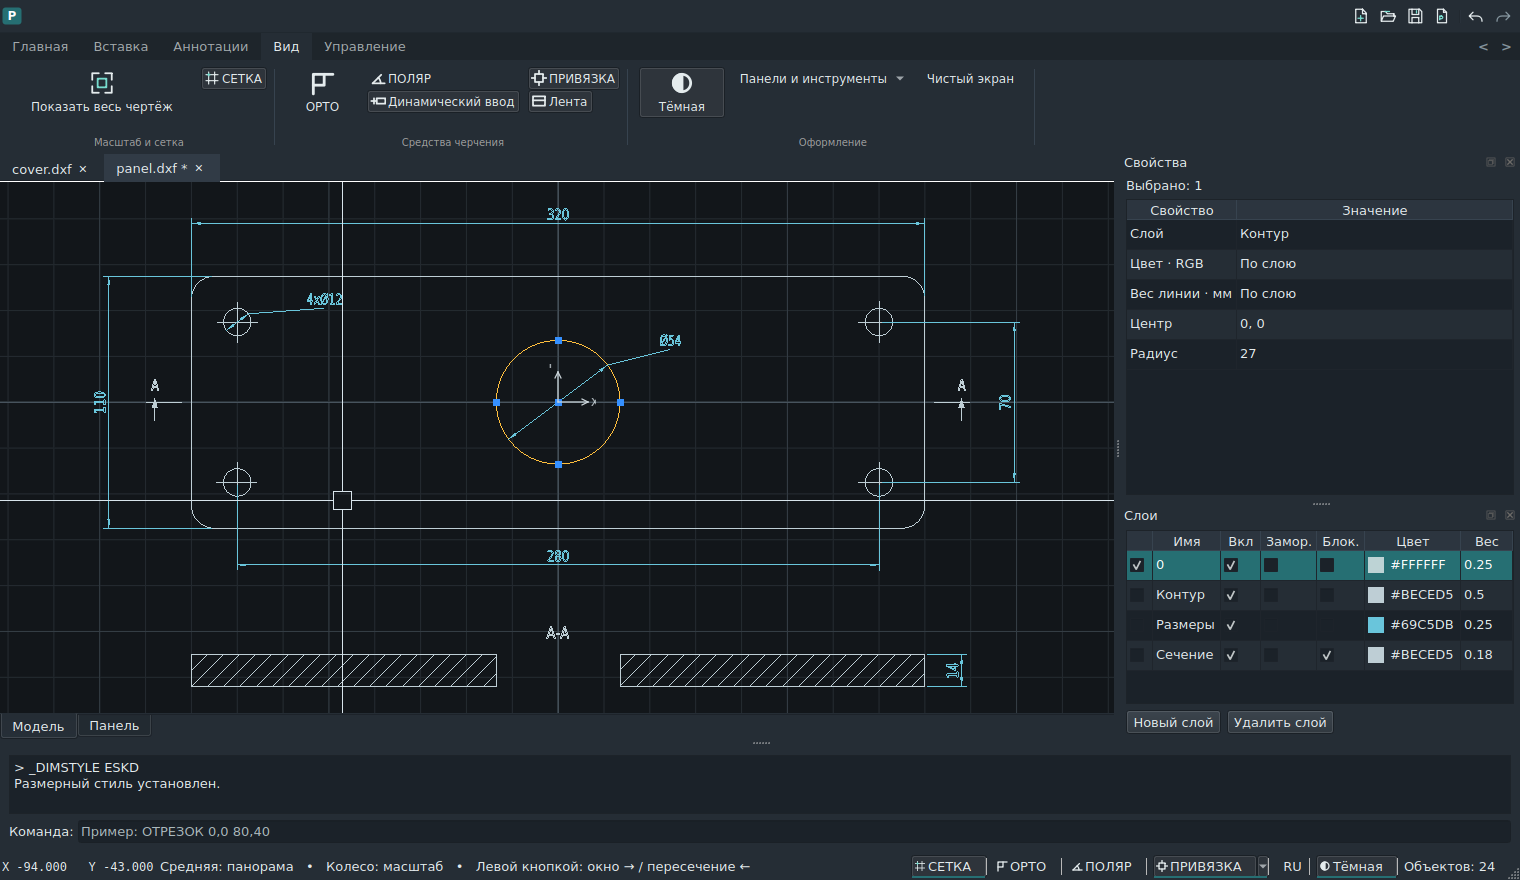 P
Главная Вставка Аннотации Вид Управление < >
Показать весь чертёж СЕТКА
Масштаб и сетка
ОРТО ПОЛЯР ПРИВЯЗКА
Динамический ввод Лента
Средства черчения
Тёмная Панели и инструменты Чистый экран
Оформление
cover.dxf × panel.dxf * ×
320
4xØ12
Ø54
110
A
A
70
X
280
A-A
14
Модель Панель
Свойства
Выбрано: 1
Свойство Значение
Слой Контур
Цвет · RGB По слою
Вес линии · мм По слою
Центр 0, 0
Радиус 27
Слои
Имя Вкл Замор. Блок. Цвет Вес
0 #FFFFFF 0.25
Контур #BECED5 0.5
Размеры #69C5DB 0.25
Сечение #BECED5 0.18
Новый слой Удалить слой
> _DIMSTYLE ESKD
Размерный стиль установлен.
Команда: Пример: ОТРЕЗОК 0,0 80,40
X -94.000 Y -43.000 Средняя: панорама • Колесо: масштаб • Левой кнопкой: окно → / пересечение ← СЕТКА ОРТО ПОЛЯР ПРИВЯЗКА RU Тёмная Объектов: 24